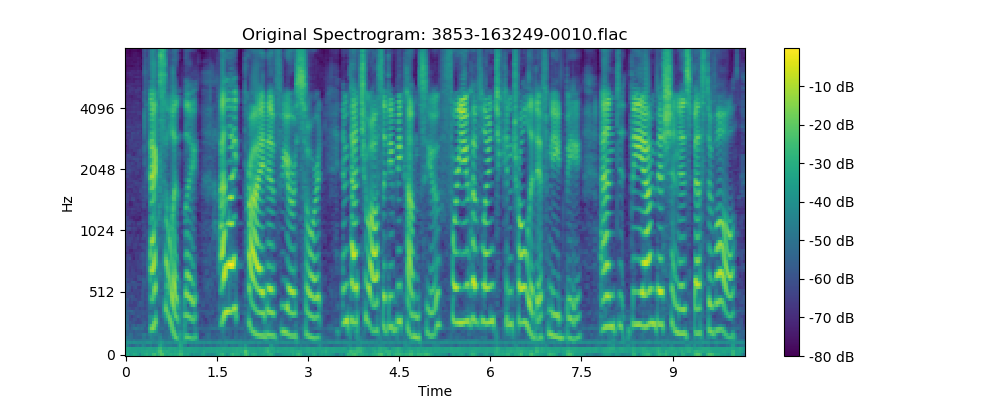 Original Spectrogram: 3853-163249-0010.flac
Hz
4096
2048
1024
512
0
0 1.5 3 4.5 6 7.5 9
Time
-10 dB
-20 dB
-30 dB
-40 dB
-50 dB
-60 dB
-70 dB
-80 dB